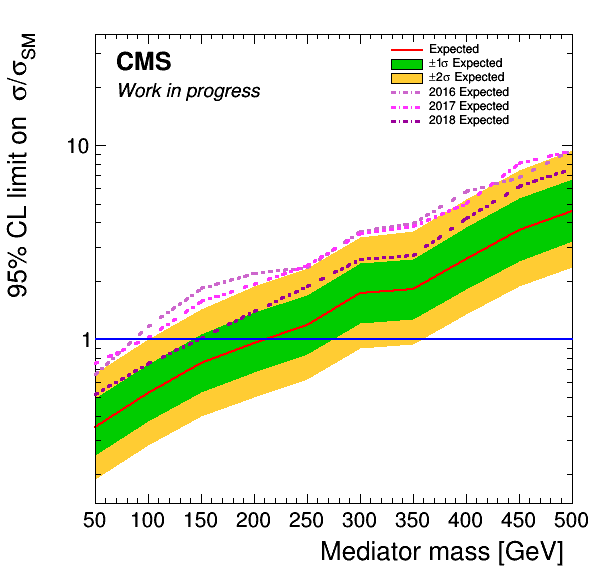 CMS
Work in progress
Expected
±1σ Expected
±2σ Expected
2016 Expected
2017 Expected
2018 Expected
95% CL limit on σ/σSM
10
1
50 100 150 200 250 300 350 400 450 500
Mediator mass [GeV]